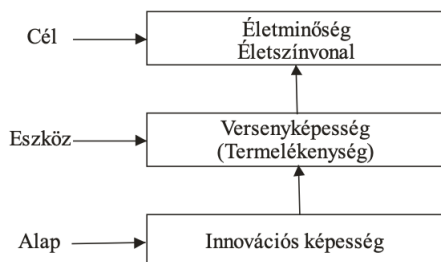 Cél
Életminőség
Életszínvonal
Eszköz
Versenyképesség
(Termelékenység)
Alap
Innovációs képesség